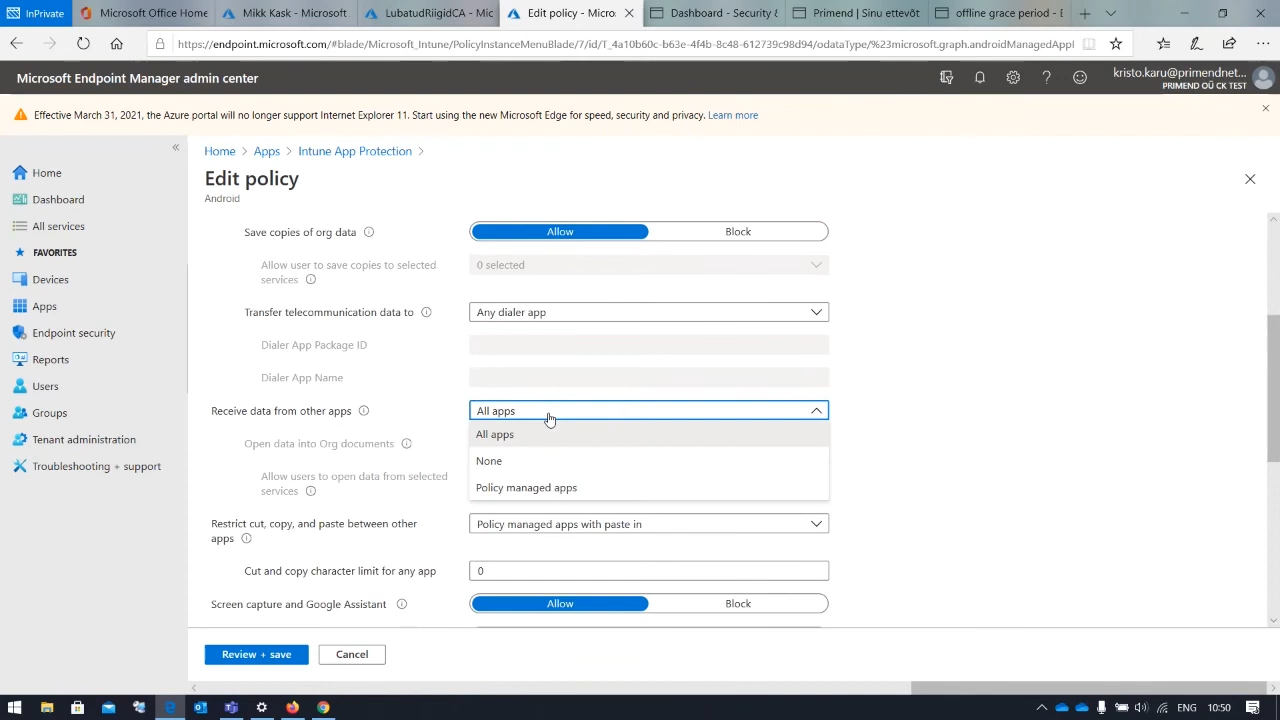 InPrivate
Microsoft Office Home
Mikk Kask - Microsoft
LubatudRiigidCA - Mic
Edit policy - Micros
Dashboard - Security &
Primend | Sinu ettevõt
offline grace period - D
https://endpoint.microsoft.com/#blade/Microsoft_Intune/PolicyInstanceMenuBlade/7/id/T_4a10b60c-b63e-4f4b-8c48-612739c98d94/odataType/%23microsoft.graph.androidManagedAppI
Microsoft Endpoint Manager admin center
kristo.karu@primendnet...
PRIMEND OÜ CK TEST
Effective March 31, 2021, the Azure portal will no longer support Internet Explorer 11. Start using the new Microsoft Edge for speed, security and privacy. Learn more
Home > Apps > Intune App Protection >
Edit policy
Android
Home
Dashboard
All services
FAVORITES
Devices
Apps
Endpoint security
Reports
Users
Groups
Tenant administration
Troubleshooting + support
Save copies of org data
Allow
Block
Allow user to save copies to selected
services
0 selected
Transfer telecommunication data to
Any dialer app
Dialer App Package ID
Dialer App Name
Receive data from other apps
All apps
All apps
None
Policy managed apps
Open data into Org documents
Allow users to open data from selected
services
Restrict cut, copy, and paste between other
apps
Policy managed apps with paste in
Cut and copy character limit for any app
0
Screen capture and Google Assistant
Allow
Block
Review + save
Cancel
ENG
10:50